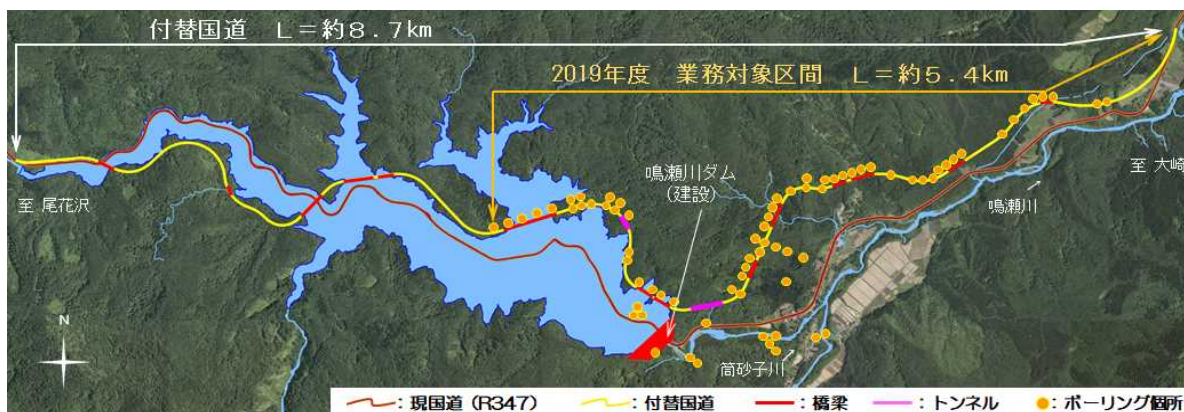 付替国道 L=約8.7km
2019年度 業務対象区間 L=約5.4km
鳴瀬川ダム
(建設)
至 大崎
至 尾花沢
鳴瀬川
N
筒砂子川
:現国道(R347) :付替国道 :橋梁 :トンネル :ボーリング箇所